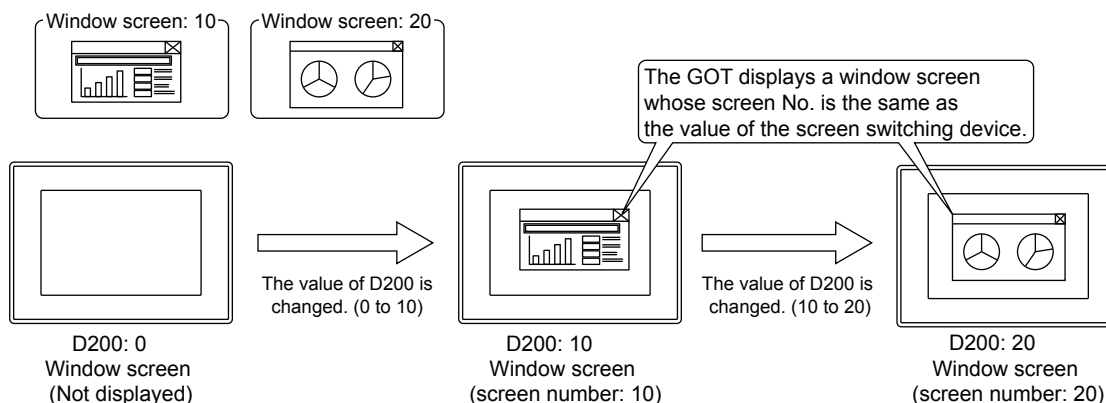 Window screen: 10
Window screen: 20
The GOT displays a window screen
whose screen No. is the same as
the value of the screen switching device.
The value of D200 is
changed. (0 to 10)
The value of D200 is
changed. (10 to 20)
D200: 0
Window screen
(Not displayed)
D200: 10
Window screen
(screen number: 10)
D200: 20
Window screen
(screen number: 20)